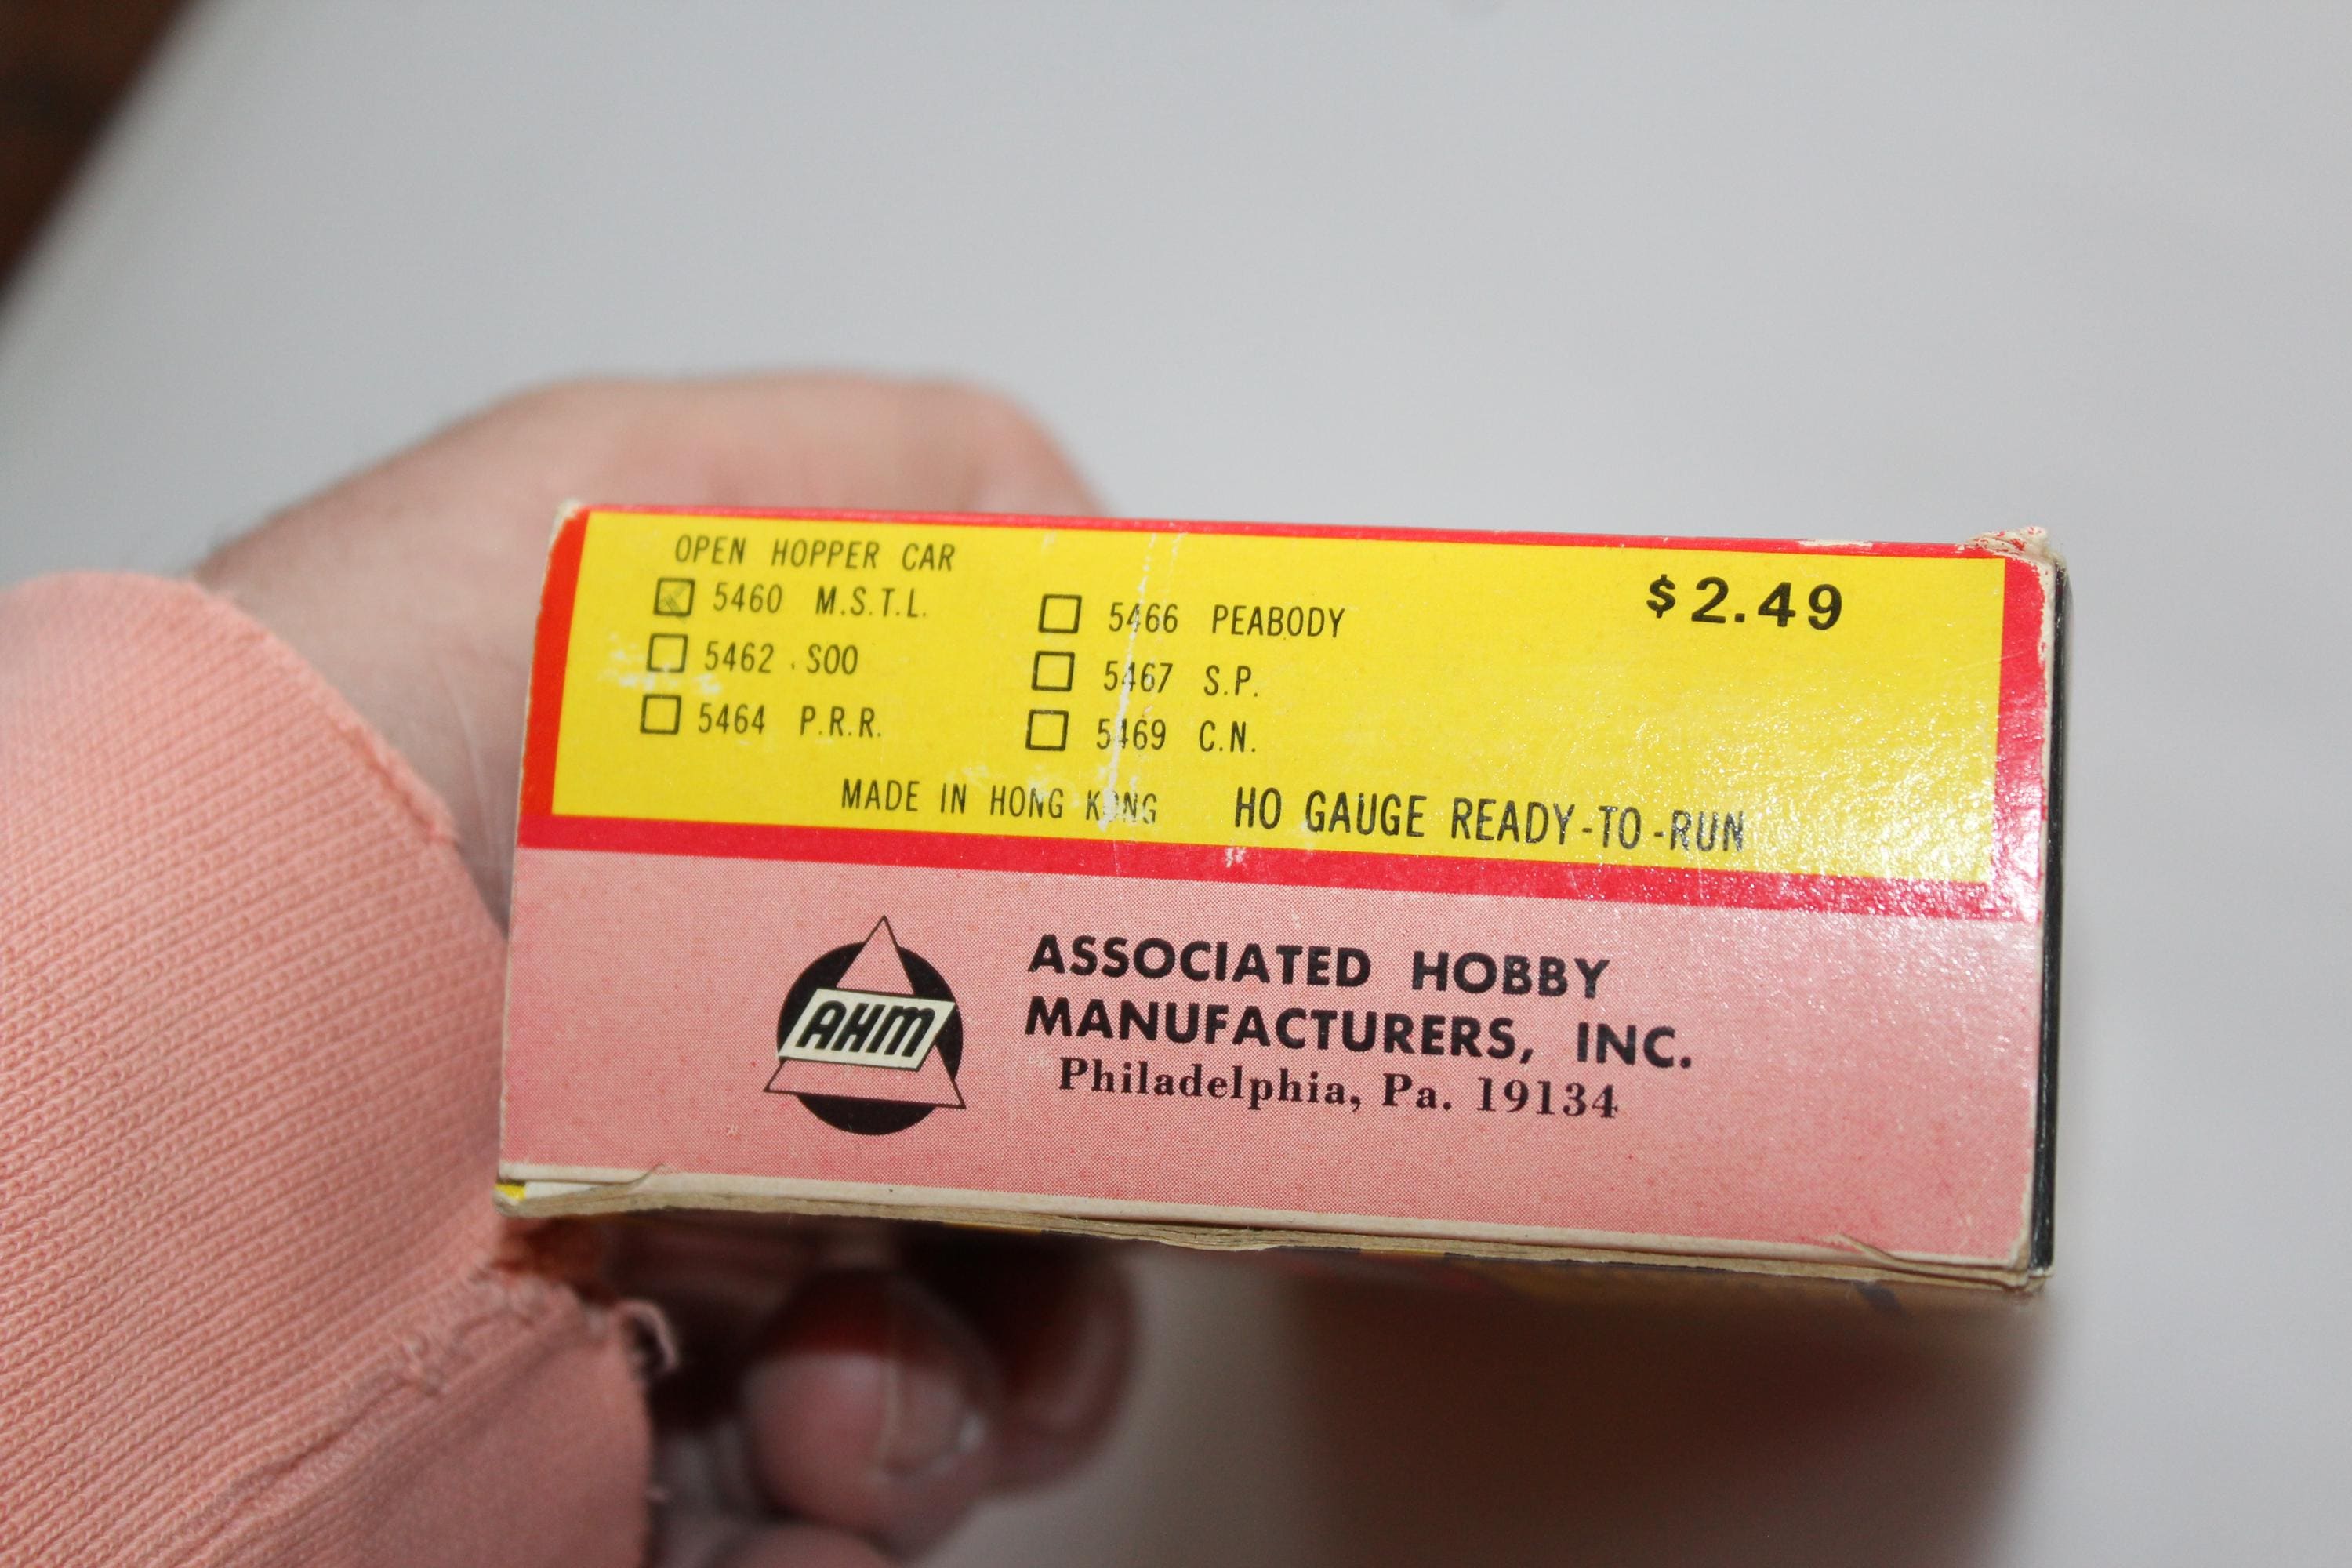 OPEN HOPPER CAR
5460 M.S.T.L.
5462 SOO
5464 P.R.R.
5466 PEABODY
5467 S.P.
5469 C.N.
$2.49
MADE IN HONG KONG
HO GAUGE READY-TO-RUN
AHM
ASSOCIATED HOBBY
MANUFACTURERS, INC.
Philadelphia, Pa. 19134